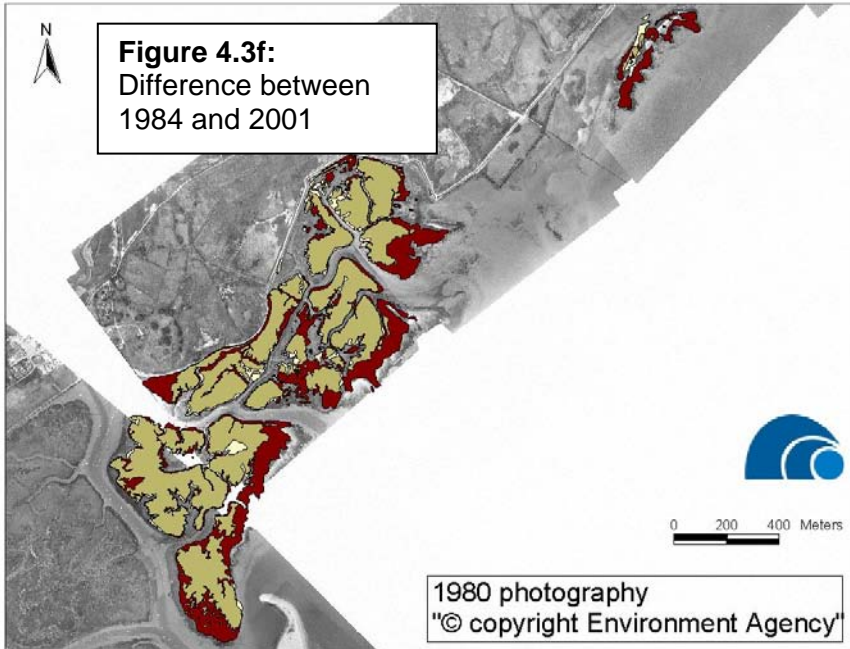 N
Figure 4.3f:
Difference between
1984 and 2001
0 200 400 Meters
1980 photography
"© copyright Environment Agency"